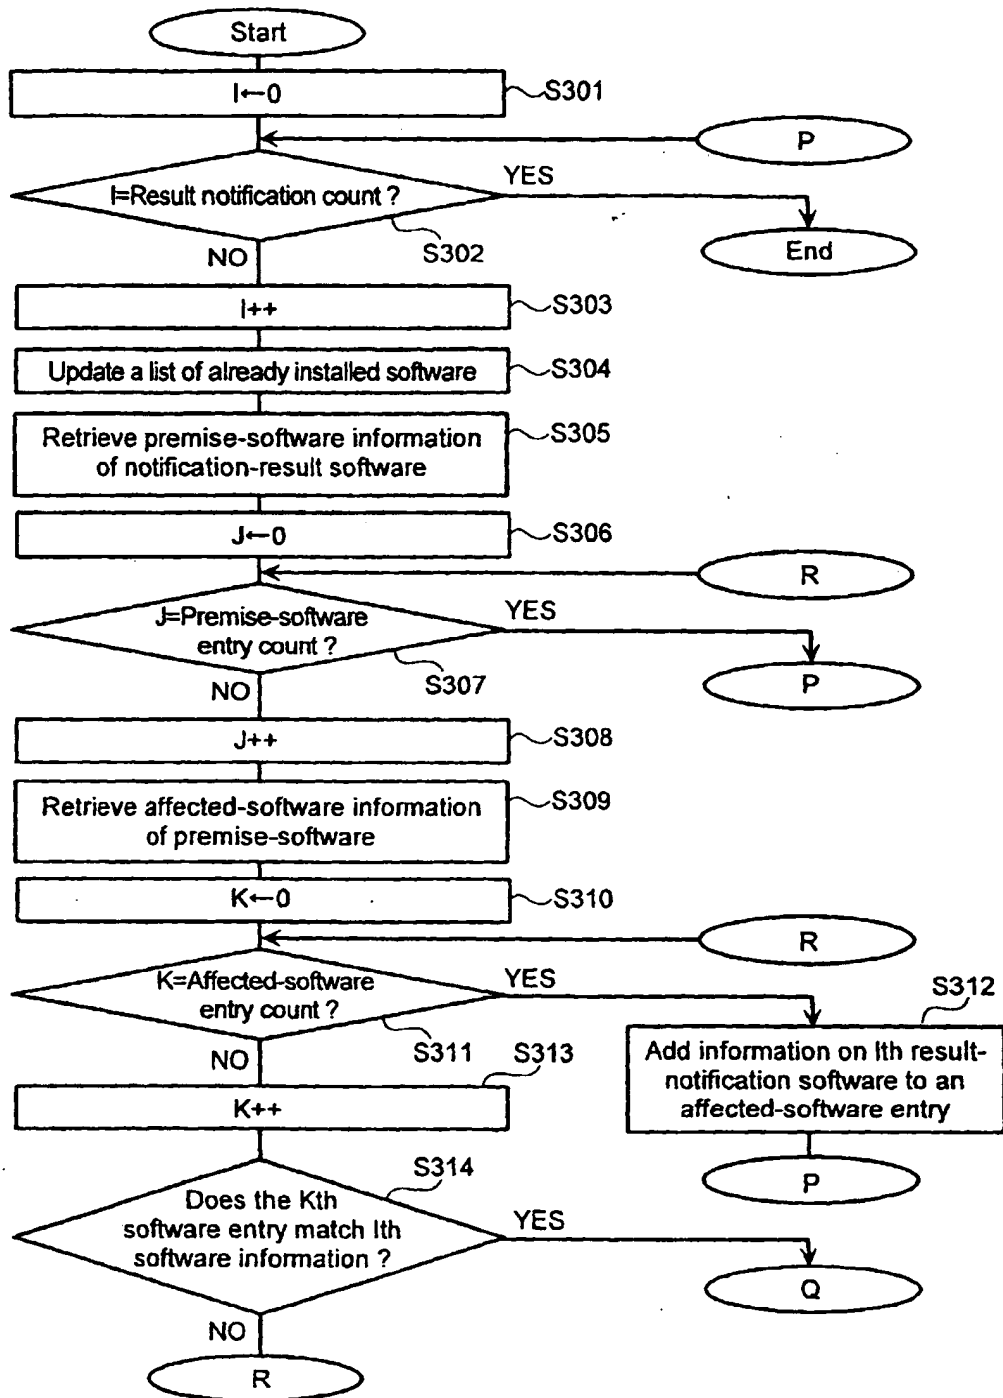 Start
I←0
S301
P
I=Result notification count ?
YES
S302
End
NO
I++
S303
Update a list of already installed software
S304
Retrieve premise-software information
of notification-result software
S305
J←0
S306
R
J=Premise-software
entry count ?
YES
S307
P
NO
J++
S308
Retrieve affected-software information
of premise-software
S309
K←0
S310
R
K=Affected-software
entry count ?
YES
S311
S312
Add information on Ith result-
notification software to an
affected-software entry
P
NO
S313
K++
S314
Does the Kth
software entry match Ith
software information ?
YES
Q
NO
R